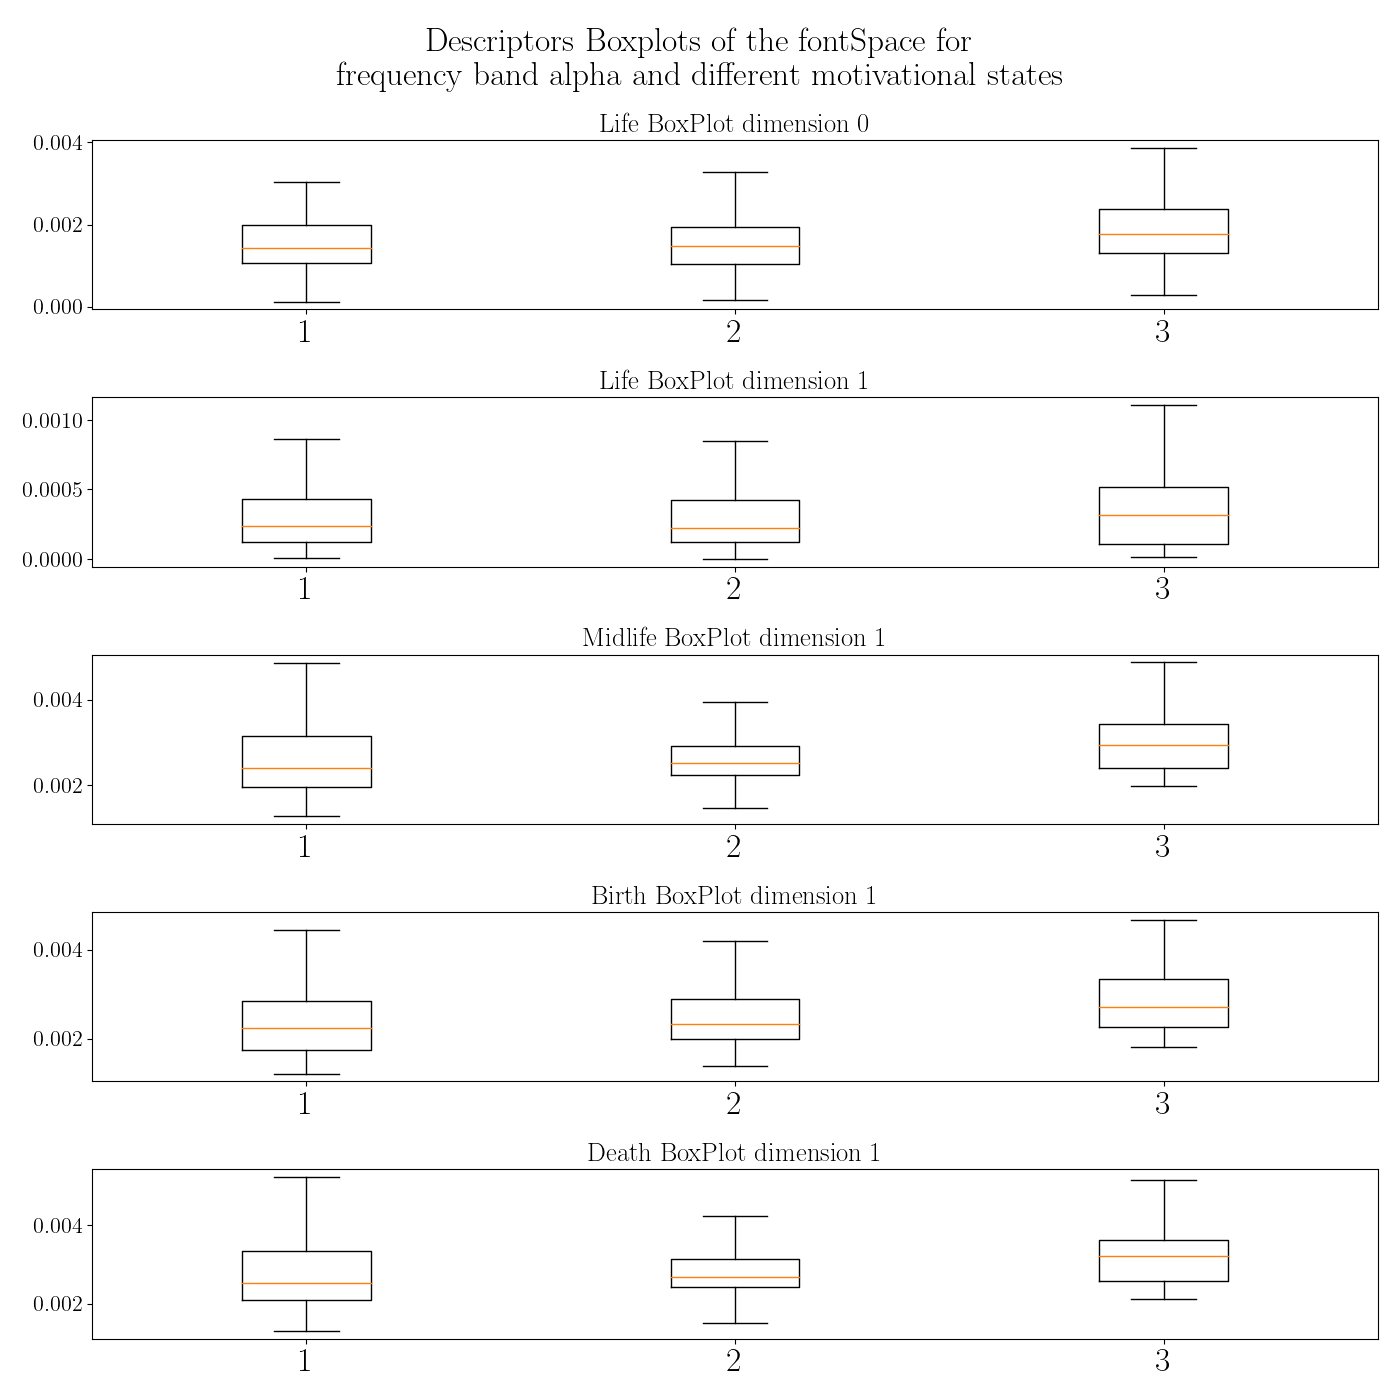 Descriptors Boxplots of the fontSpace for
frequency band alpha and different motivational states
Life BoxPlot dimension 0
0.004
0.002
0.000
1 2 3
Life BoxPlot dimension 1
0.0010
0.0005
0.0000
1 2 3
Midlife BoxPlot dimension 1
0.004
0.002
1 2 3
Birth BoxPlot dimension 1
0.004
0.002
1 2 3
Death BoxPlot dimension 1
0.004
0.002
1 2 3